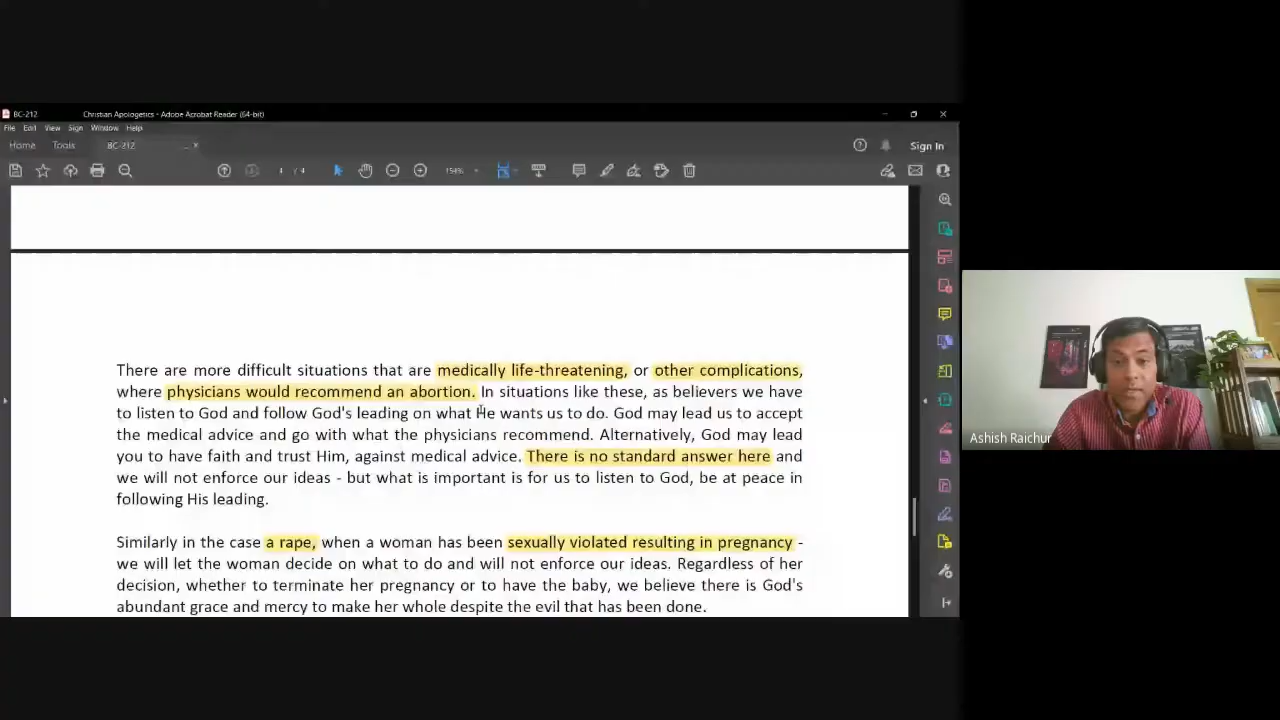 BC-212 Christian Apologetics - Adobe Acrobat Reader (64-bit)
File Edit View Sign Window Help
Home Tools BC-212 ... ×
4 / 4 154%
Sign In
There are more difficult situations that are medically life-threatening, or other complications,
where physicians would recommend an abortion. In situations like these, as believers we have
to listen to God and follow God's leading on what He wants us to do. God may lead us to accept
the medical advice and go with what the physicians recommend. Alternatively, God may lead
you to have faith and trust Him, against medical advice. There is no standard answer here and
we will not enforce our ideas - but what is important is for us to listen to God, be at peace in
following His leading.
Similarly in the case a rape, when a woman has been sexually violated resulting in pregnancy -
we will let the woman decide on what to do and will not enforce our ideas. Regardless of her
decision, whether to terminate her pregnancy or to have the baby, we believe there is God's
abundant grace and mercy to make her whole despite the evil that has been done.
Ashish Raichur